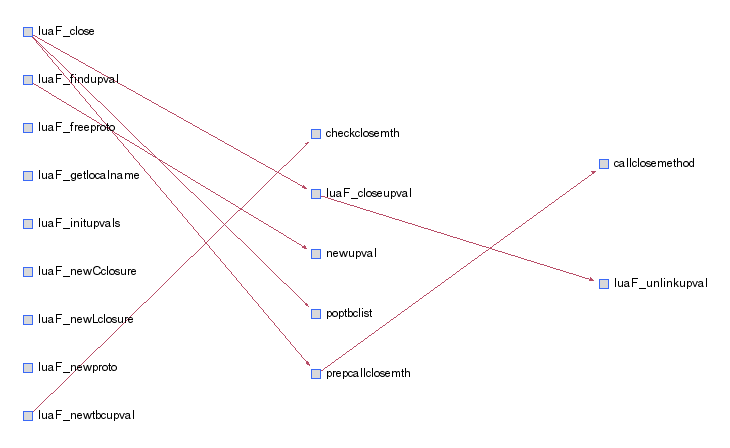 luaF_close
luaF_findupval
luaF_freeproto
luaF_getlocalname
luaF_initupvals
luaF_newCclosure
luaF_newLclosure
luaF_newproto
luaF_newtbcupval
checkclosemth
luaF_closeupval
newupval
poptbclist
prepcallclosemth
callclosemethod
luaF_unlinkupval